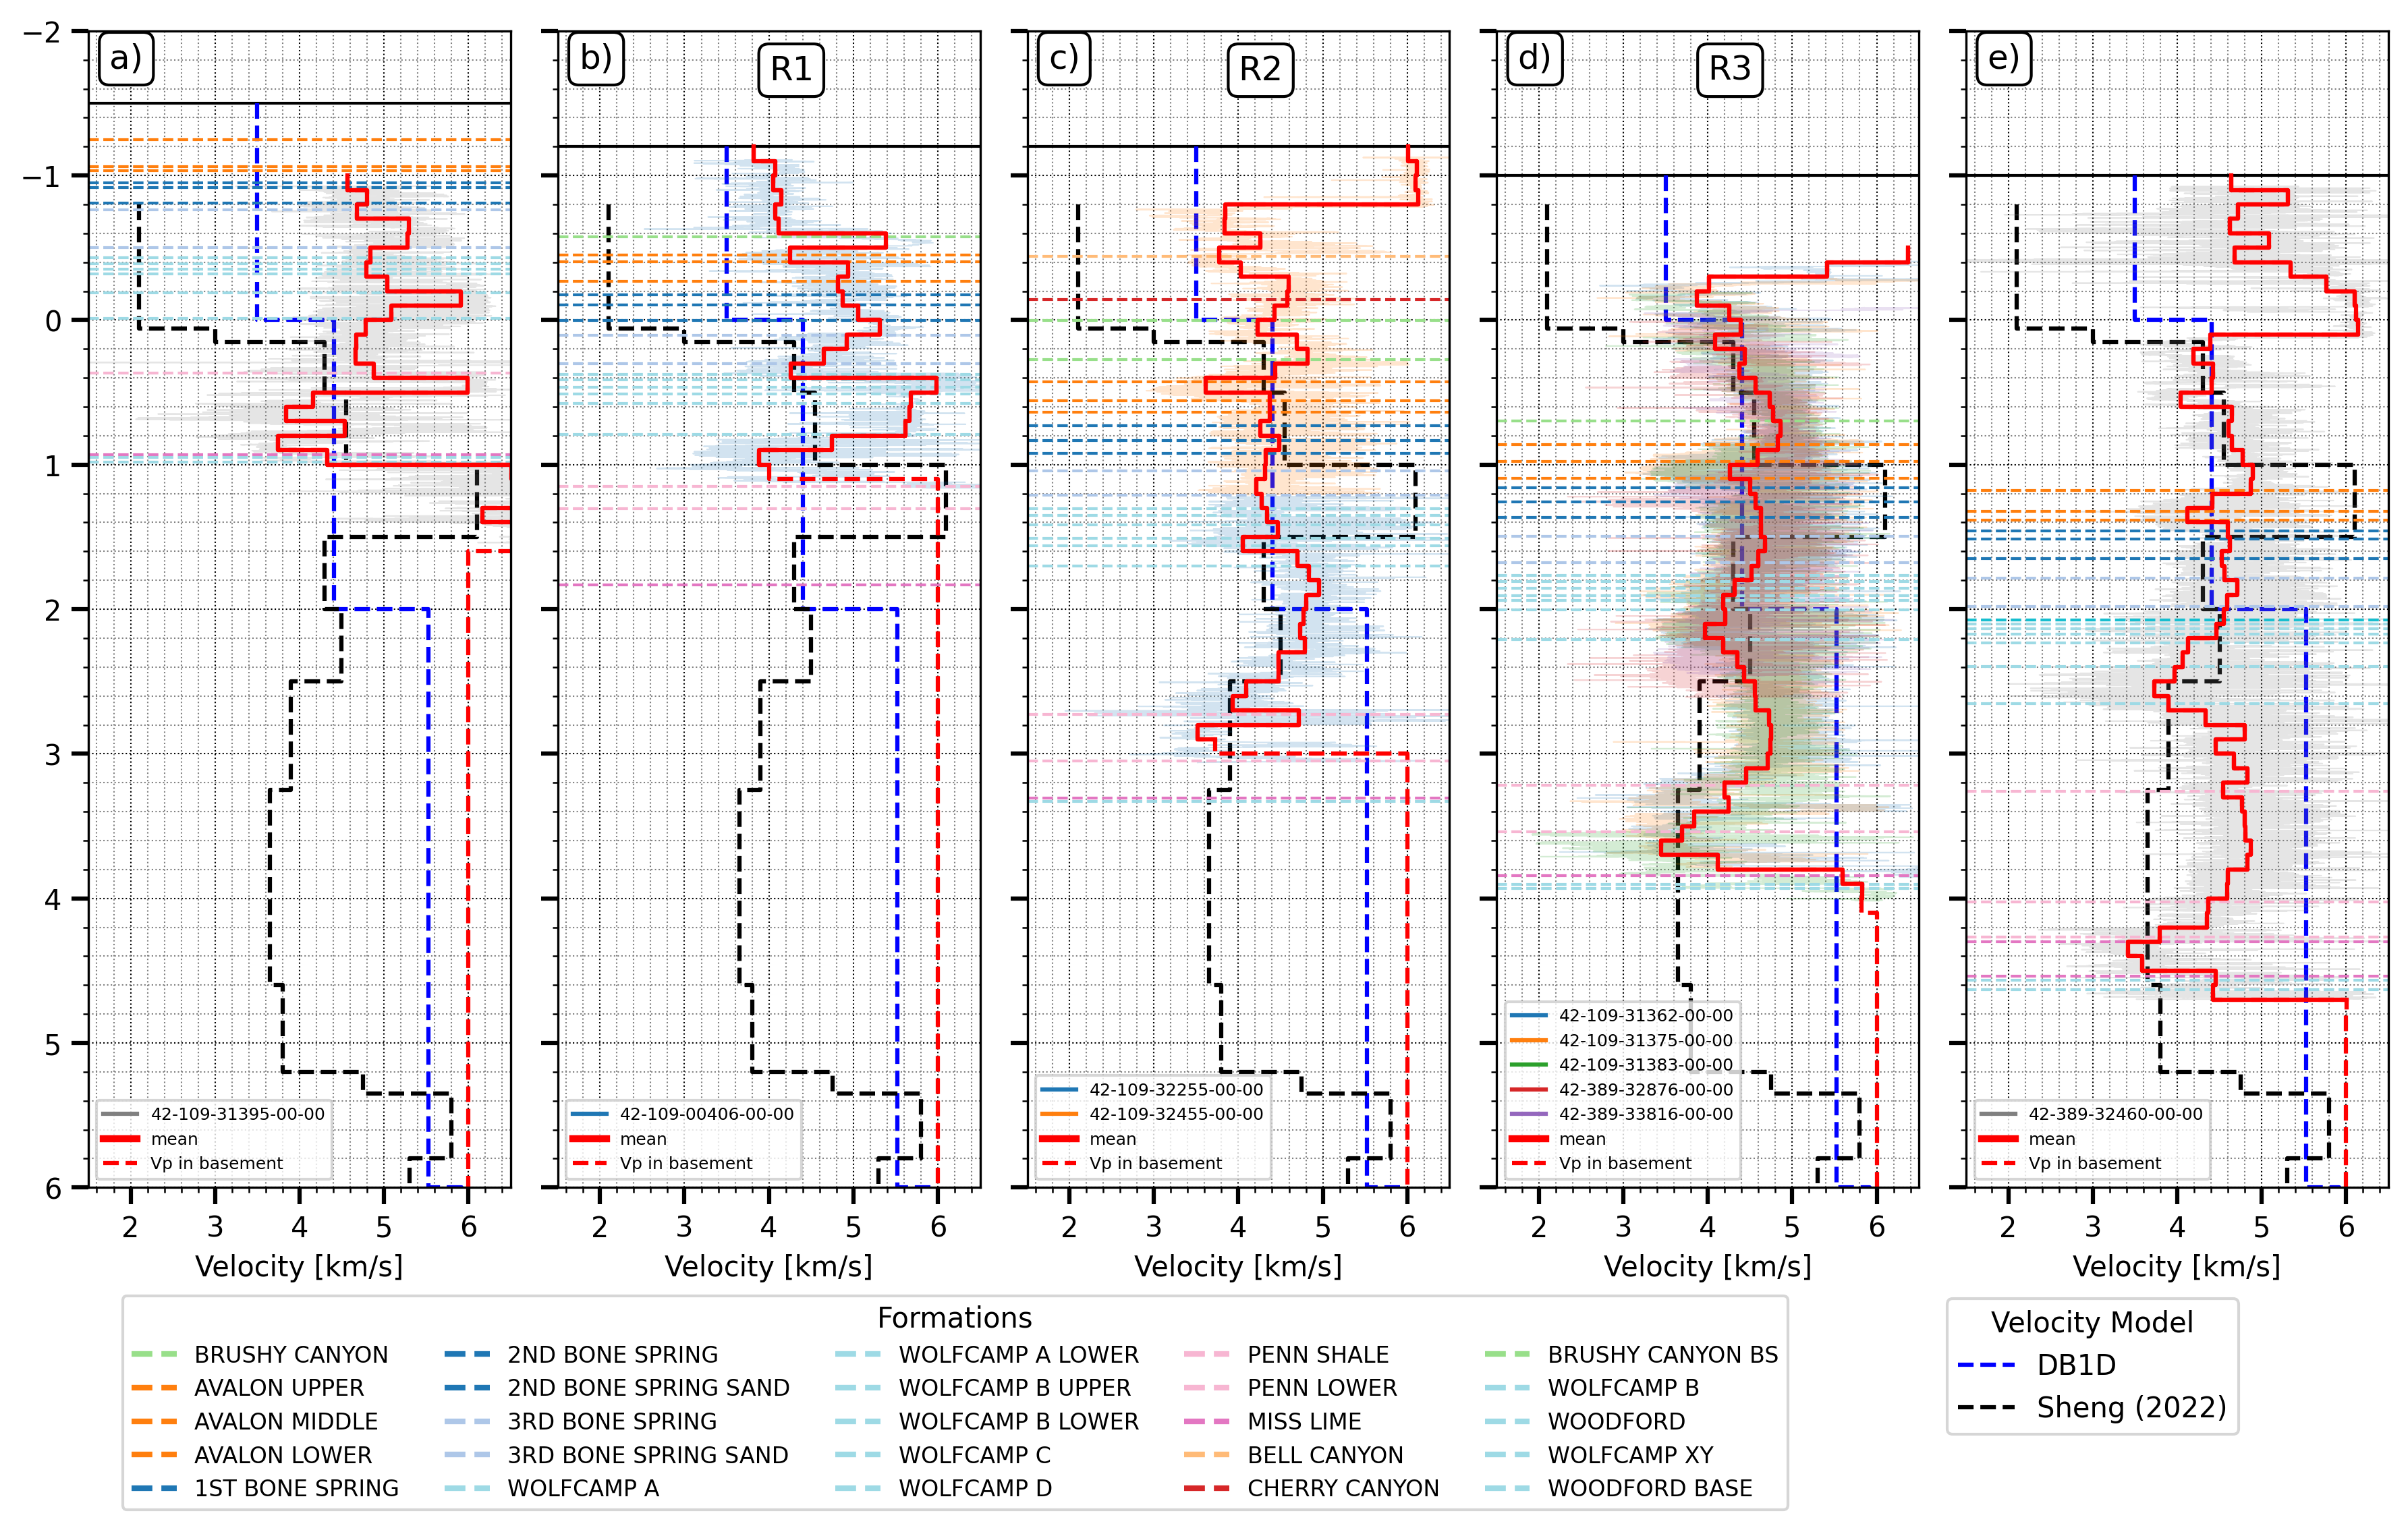 a)
b)
R1
c)
R2
d)
R3
e)
−2
−1
0
1
2
3
4
5
6
42-109-31395-00-00
mean
Vp in basement
42-109-00406-00-00
mean
Vp in basement
42-109-32255-00-00
42-109-32455-00-00
mean
Vp in basement
42-109-31362-00-00
42-109-31375-00-00
42-109-31383-00-00
42-389-32876-00-00
42-389-33816-00-00
mean
Vp in basement
42-389-32460-00-00
mean
Vp in basement
2 3 4 5 6
2 3 4 5 6
2 3 4 5 6
2 3 4 5 6
2 3 4 5 6
Velocity [km/s]
Velocity [km/s]
Velocity [km/s]
Velocity [km/s]
Velocity [km/s]
Formations
BRUSHY CANYON
AVALON UPPER
AVALON MIDDLE
AVALON LOWER
1ST BONE SPRING
2ND BONE SPRING
2ND BONE SPRING SAND
3RD BONE SPRING
3RD BONE SPRING SAND
WOLFCAMP A
WOLFCAMP A LOWER
WOLFCAMP B UPPER
WOLFCAMP B LOWER
WOLFCAMP C
WOLFCAMP D
PENN SHALE
PENN LOWER
MISS LIME
BELL CANYON
CHERRY CANYON
BRUSHY CANYON BS
WOLFCAMP B
WOODFORD
WOLFCAMP XY
WOODFORD BASE
Velocity Model
DB1D
Sheng (2022)